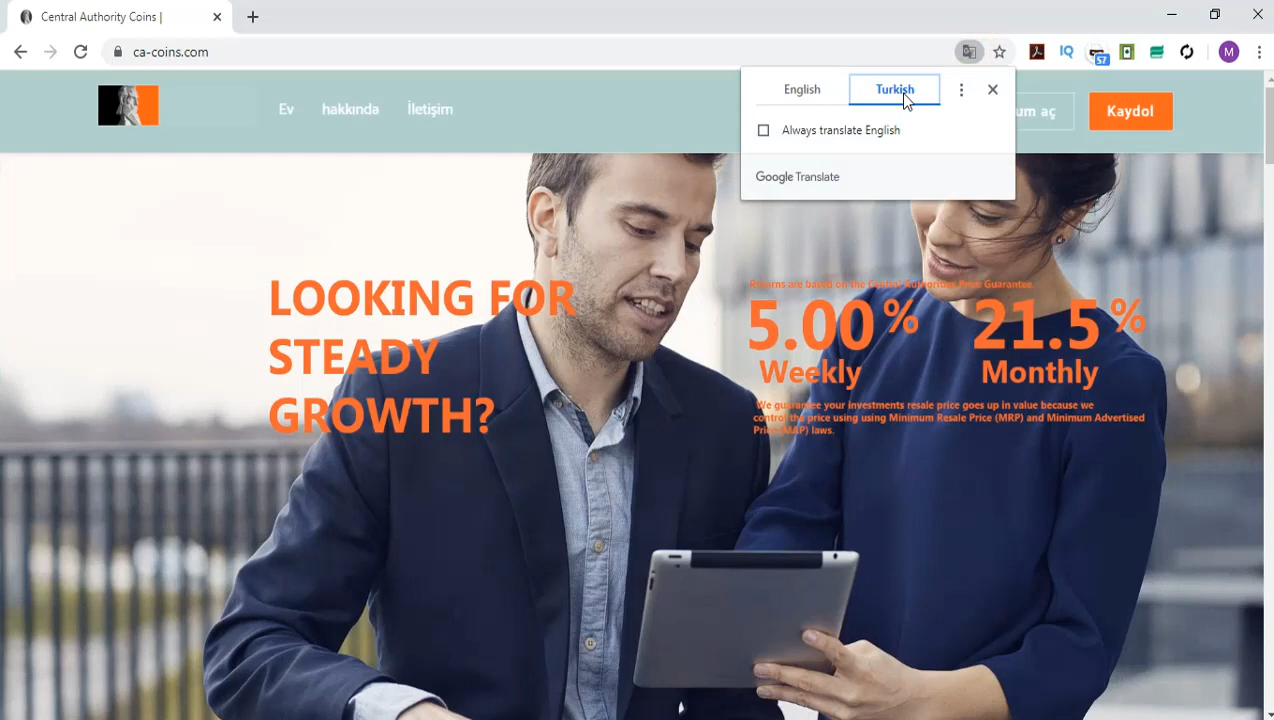 Central Authority Coins |
ca-coins.com
57
M
English
Turkish
Always translate English
Google Translate
Ev
hakkında
İletişim
um aç
Kaydol
LOOKING FOR
STEADY
GROWTH?
Returns are based on the Central Authorities Price Guarantee.
5.00 %
Weekly
21.5 %
Monthly
We guarantee your investments resale price goes up in value because we
control the price using using Minimum Resale Price (MRP) and Minimum Advertised
Price (MAP) laws.